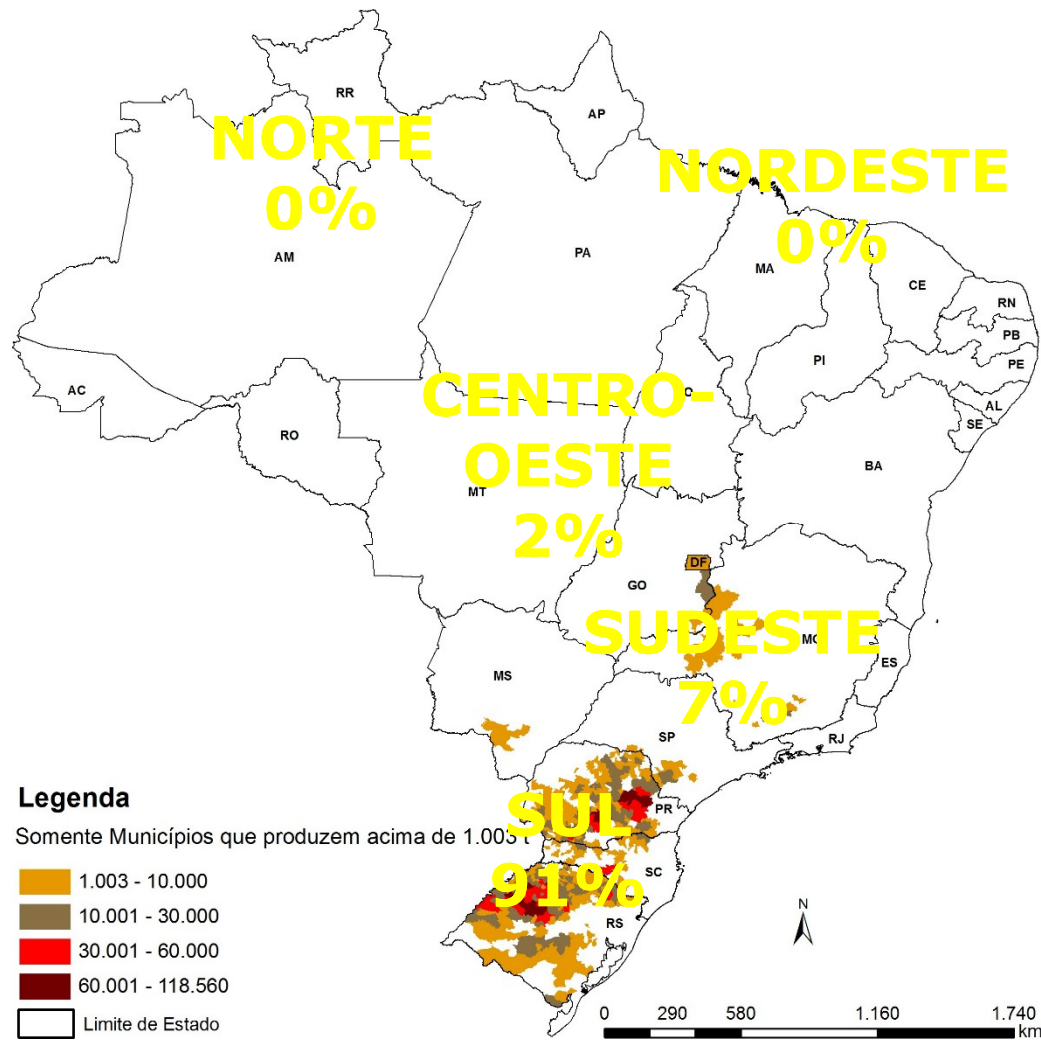 RR
AP
NORTE
0%
NORDESTE
0%
AM
PA
MA
CE
RN
PB
PE
PI
AL
SE
AC
RO
CENTRO-
OESTE
2%
MT
BA
DF
GO
SUDESTE
7%
MS
ES
SP
RJ
PR
SUL
91%
SC
RS
N
Legenda
Somente Municípios que produzem acima de 1.003 t
1.003 - 10.000
10.001 - 30.000
30.001 - 60.000
60.001 - 118.560
Limite de Estado
0 290 580 1.160 1.740
km